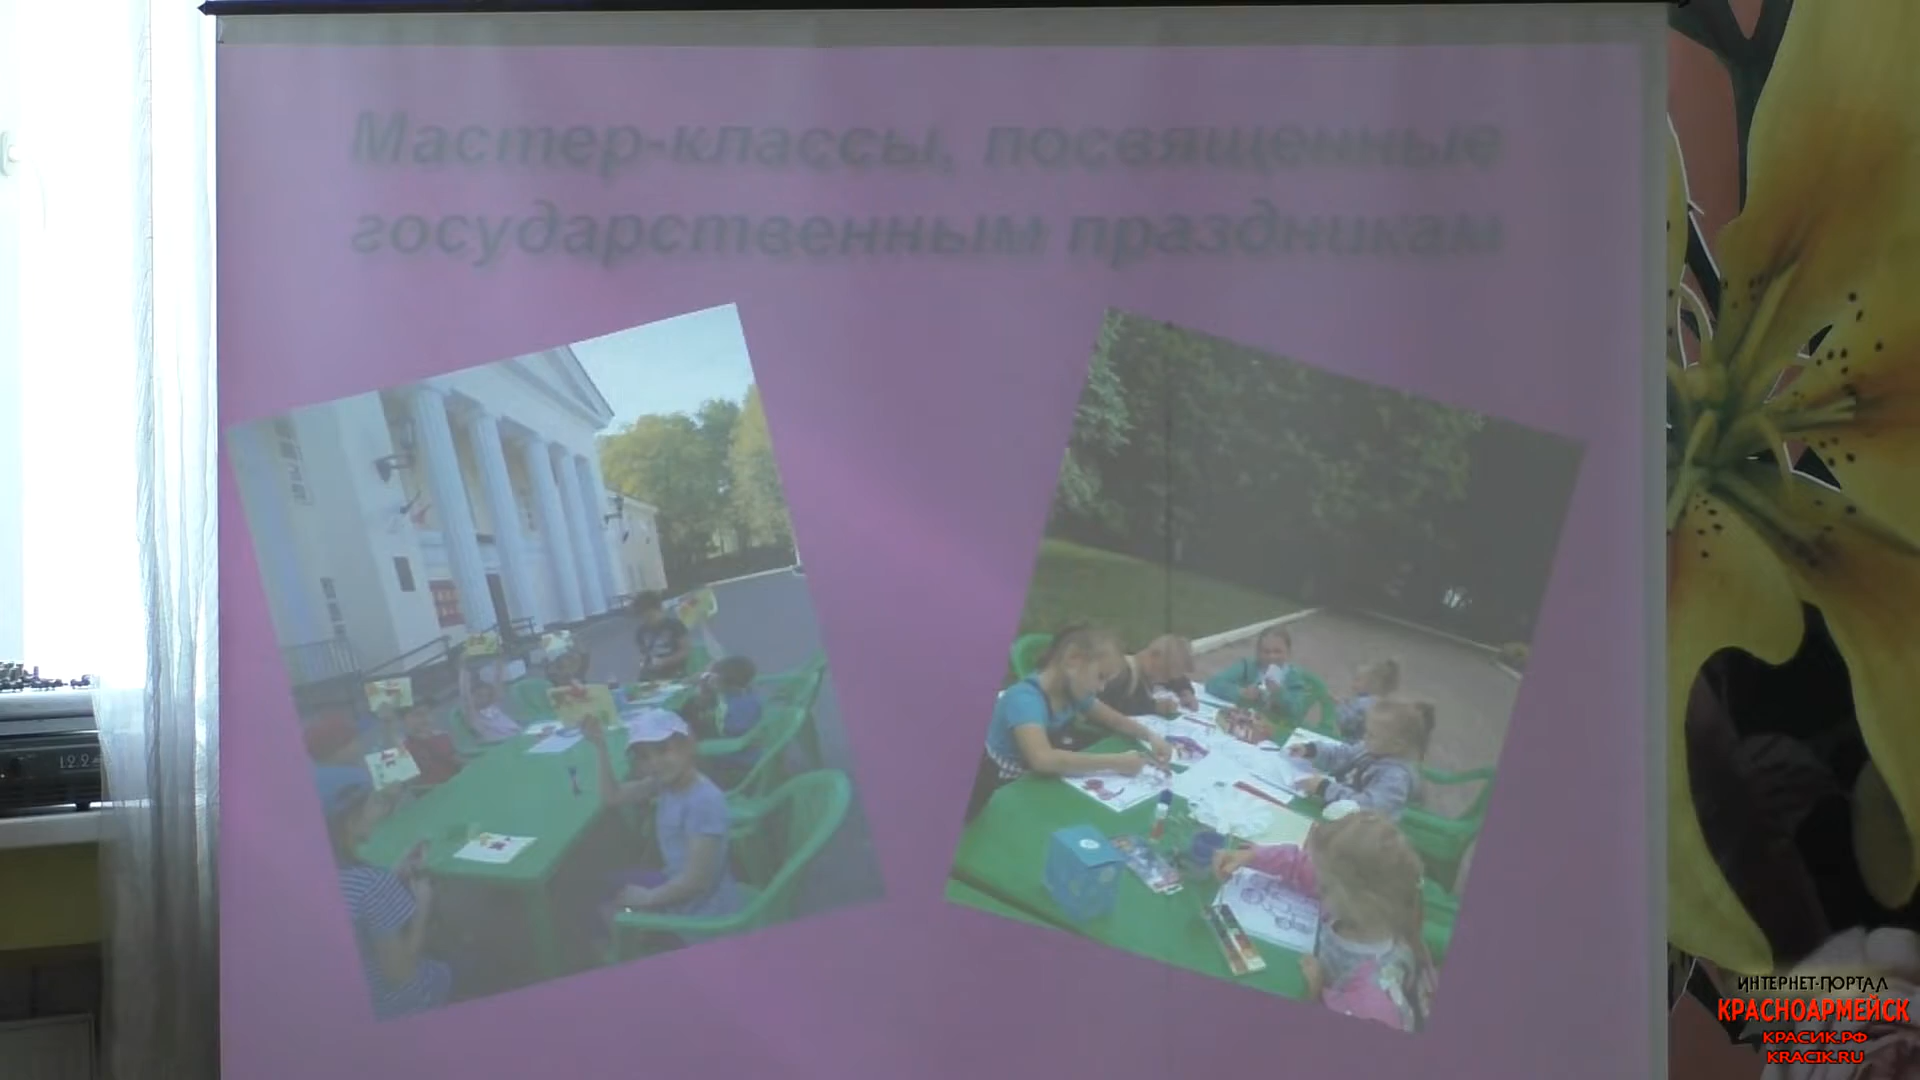 Мастер-классы, посвященные
государственным праздникам
ИНТЕРНЕТ-ПОРТАЛ
КРАСНОАРМЕЙСК
КРАСИК.РФ
KRACIK.RU